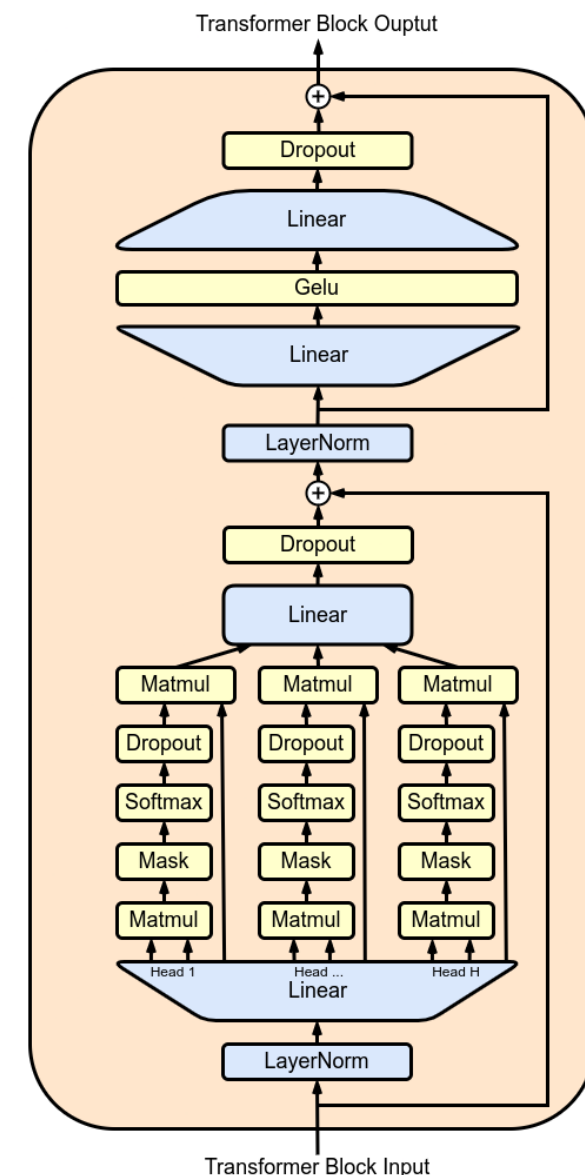 Transformer Block Ouptut
Dropout
Linear
Gelu
Linear
LayerNorm
Dropout
Linear
Matmul Matmul Matmul
Dropout Dropout Dropout
Softmax Softmax Softmax
Mask Mask Mask
Matmul Matmul Matmul
Head 1 Head ... Head H
Linear
LayerNorm
Transformer Block Input